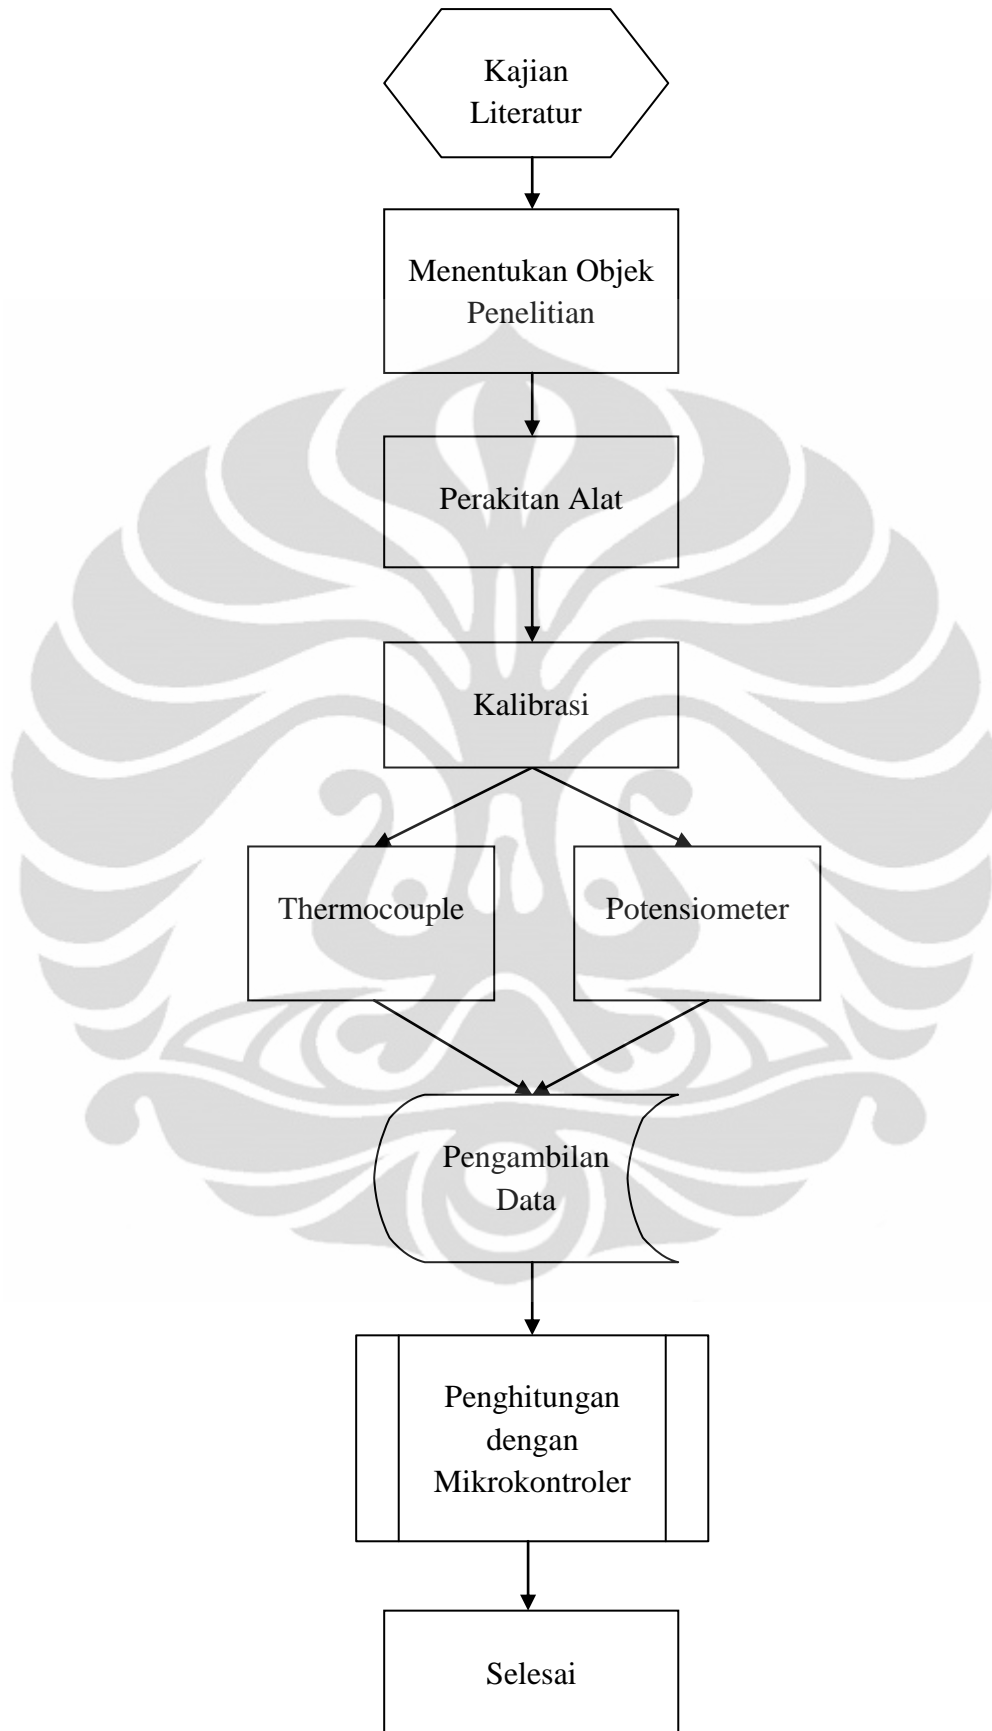 Kajian
Literatur
Menentukan Objek
Penelitian
Perakitan Alat
Kalibrasi
Thermocouple
Potensiometer
Pengambilan
Data
Penghitungan
dengan
Mikrokontroler
Selesai